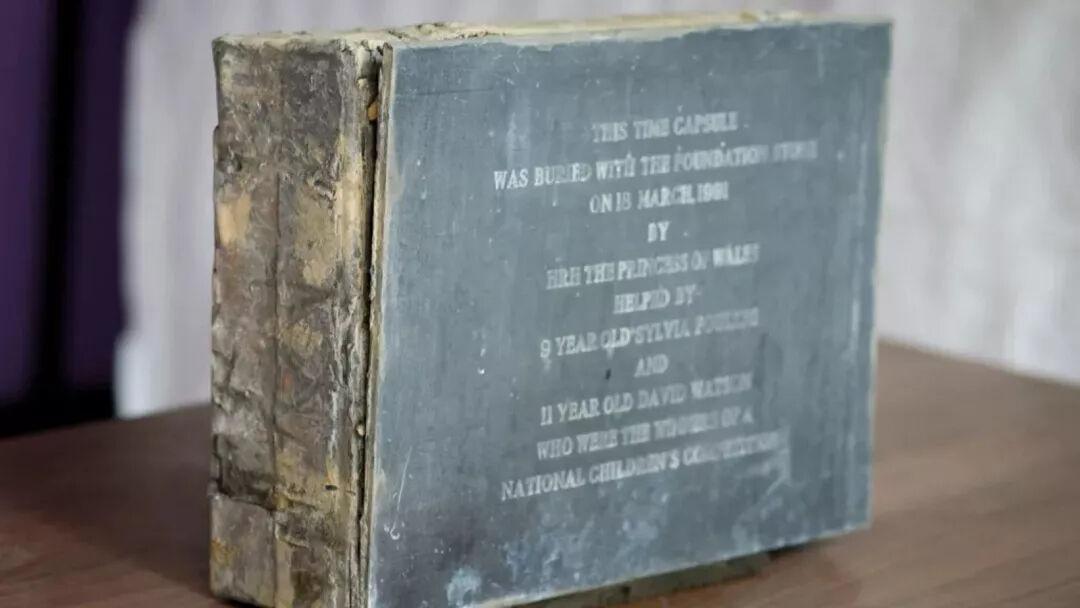 THIS TIME CAPSULE
WAS BURIED WITH THE FOUNDATION STONE
ON 18 MARCH, 1991
BY
HRH THE PRINCESS OF WALES
HELPED BY
9 YEAR OLD SYLVIA FOULKES
AND
11 YEAR OLD DAVID WATSON
WHO WERE THE WINNERS OF A
NATIONAL CHILDREN'S COMPETITION